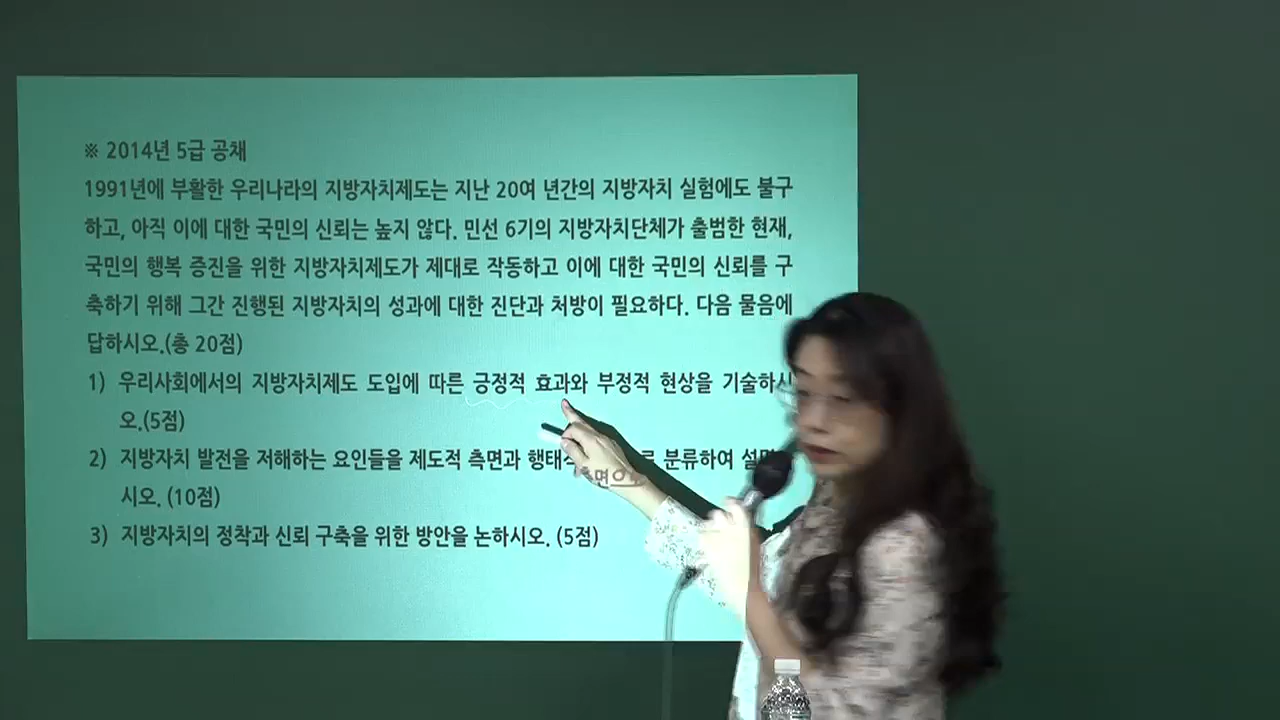 ※ 2014년 5급 공채
1991년에 부활한 우리나라의 지방자치제도는 지난 20여 년간의 지방자치 실험에도 불구
하고, 아직 이에 대한 국민의 신뢰는 높지 않다. 민선 6기의 지방자치단체가 출범한 현재,
국민의 행복 증진을 위한 지방자치제도가 제대로 작동하고 이에 대한 국민의 신뢰를 구
축하기 위해 그간 진행된 지방자치의 성과에 대한 진단과 처방이 필요하다. 다음 물음에
답하시오.(총 20점)
1) 우리사회에서의 지방자치제도 도입에 따른 긍정적 효과와 부정적 현상을 기술하시
오.(5점)
2) 지방자치 발전을 저해하는 요인들을 제도적 측면과 행태적 측면으로 분류하여
시오. (10점)
3) 지방자치의 정착과 신뢰 구축을 위한 방안을 논하시오. (5점)